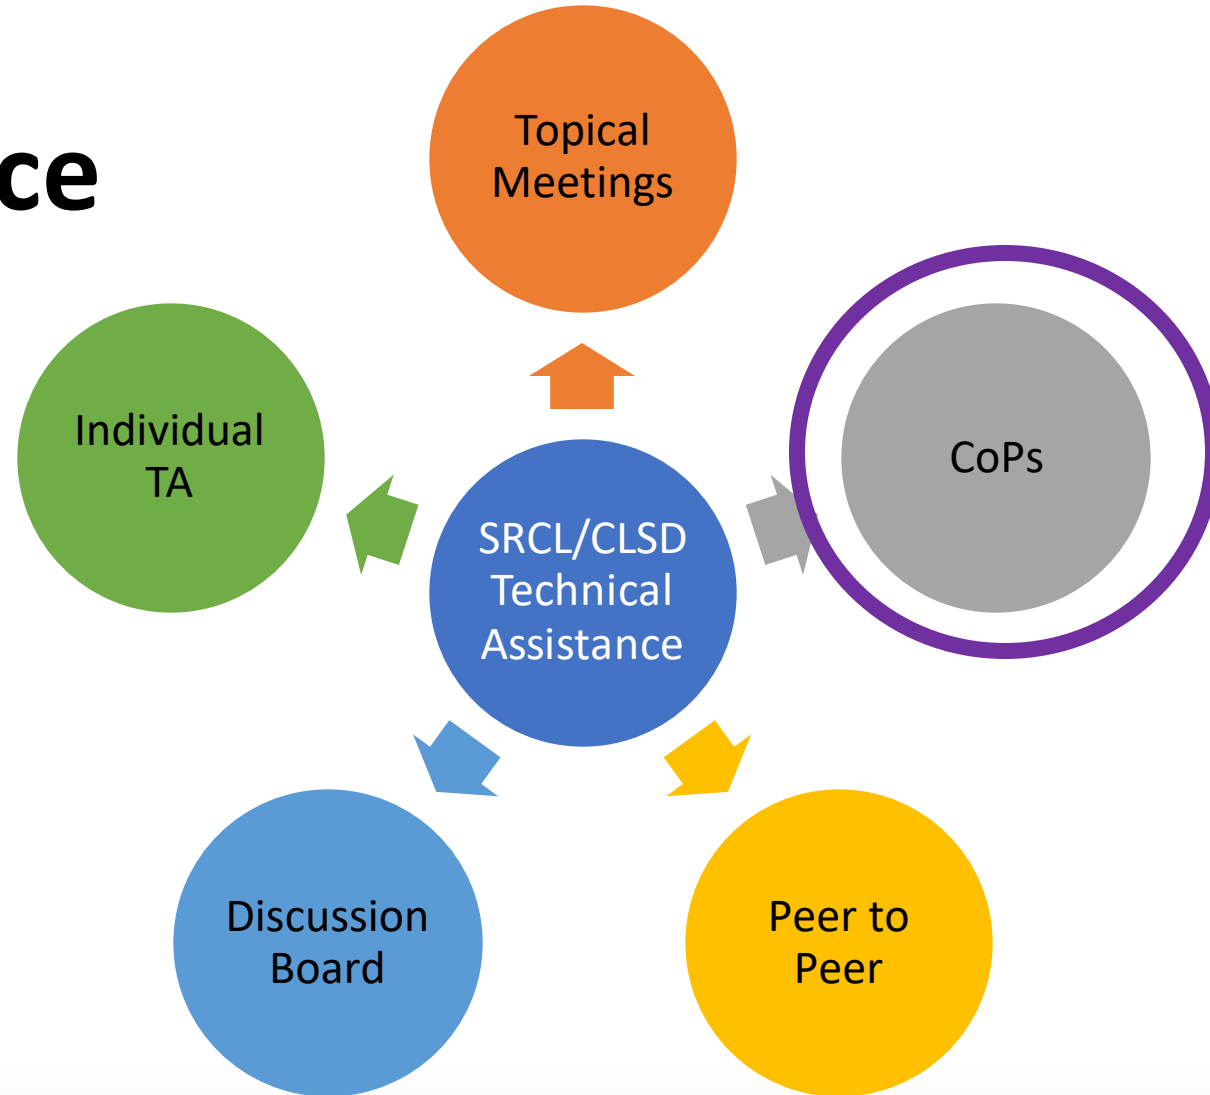 ce
Topical
Meetings
Individual
TA
CoPs
SRCL/CLSD
Technical
Assistance
Discussion
Board
Peer to
Peer